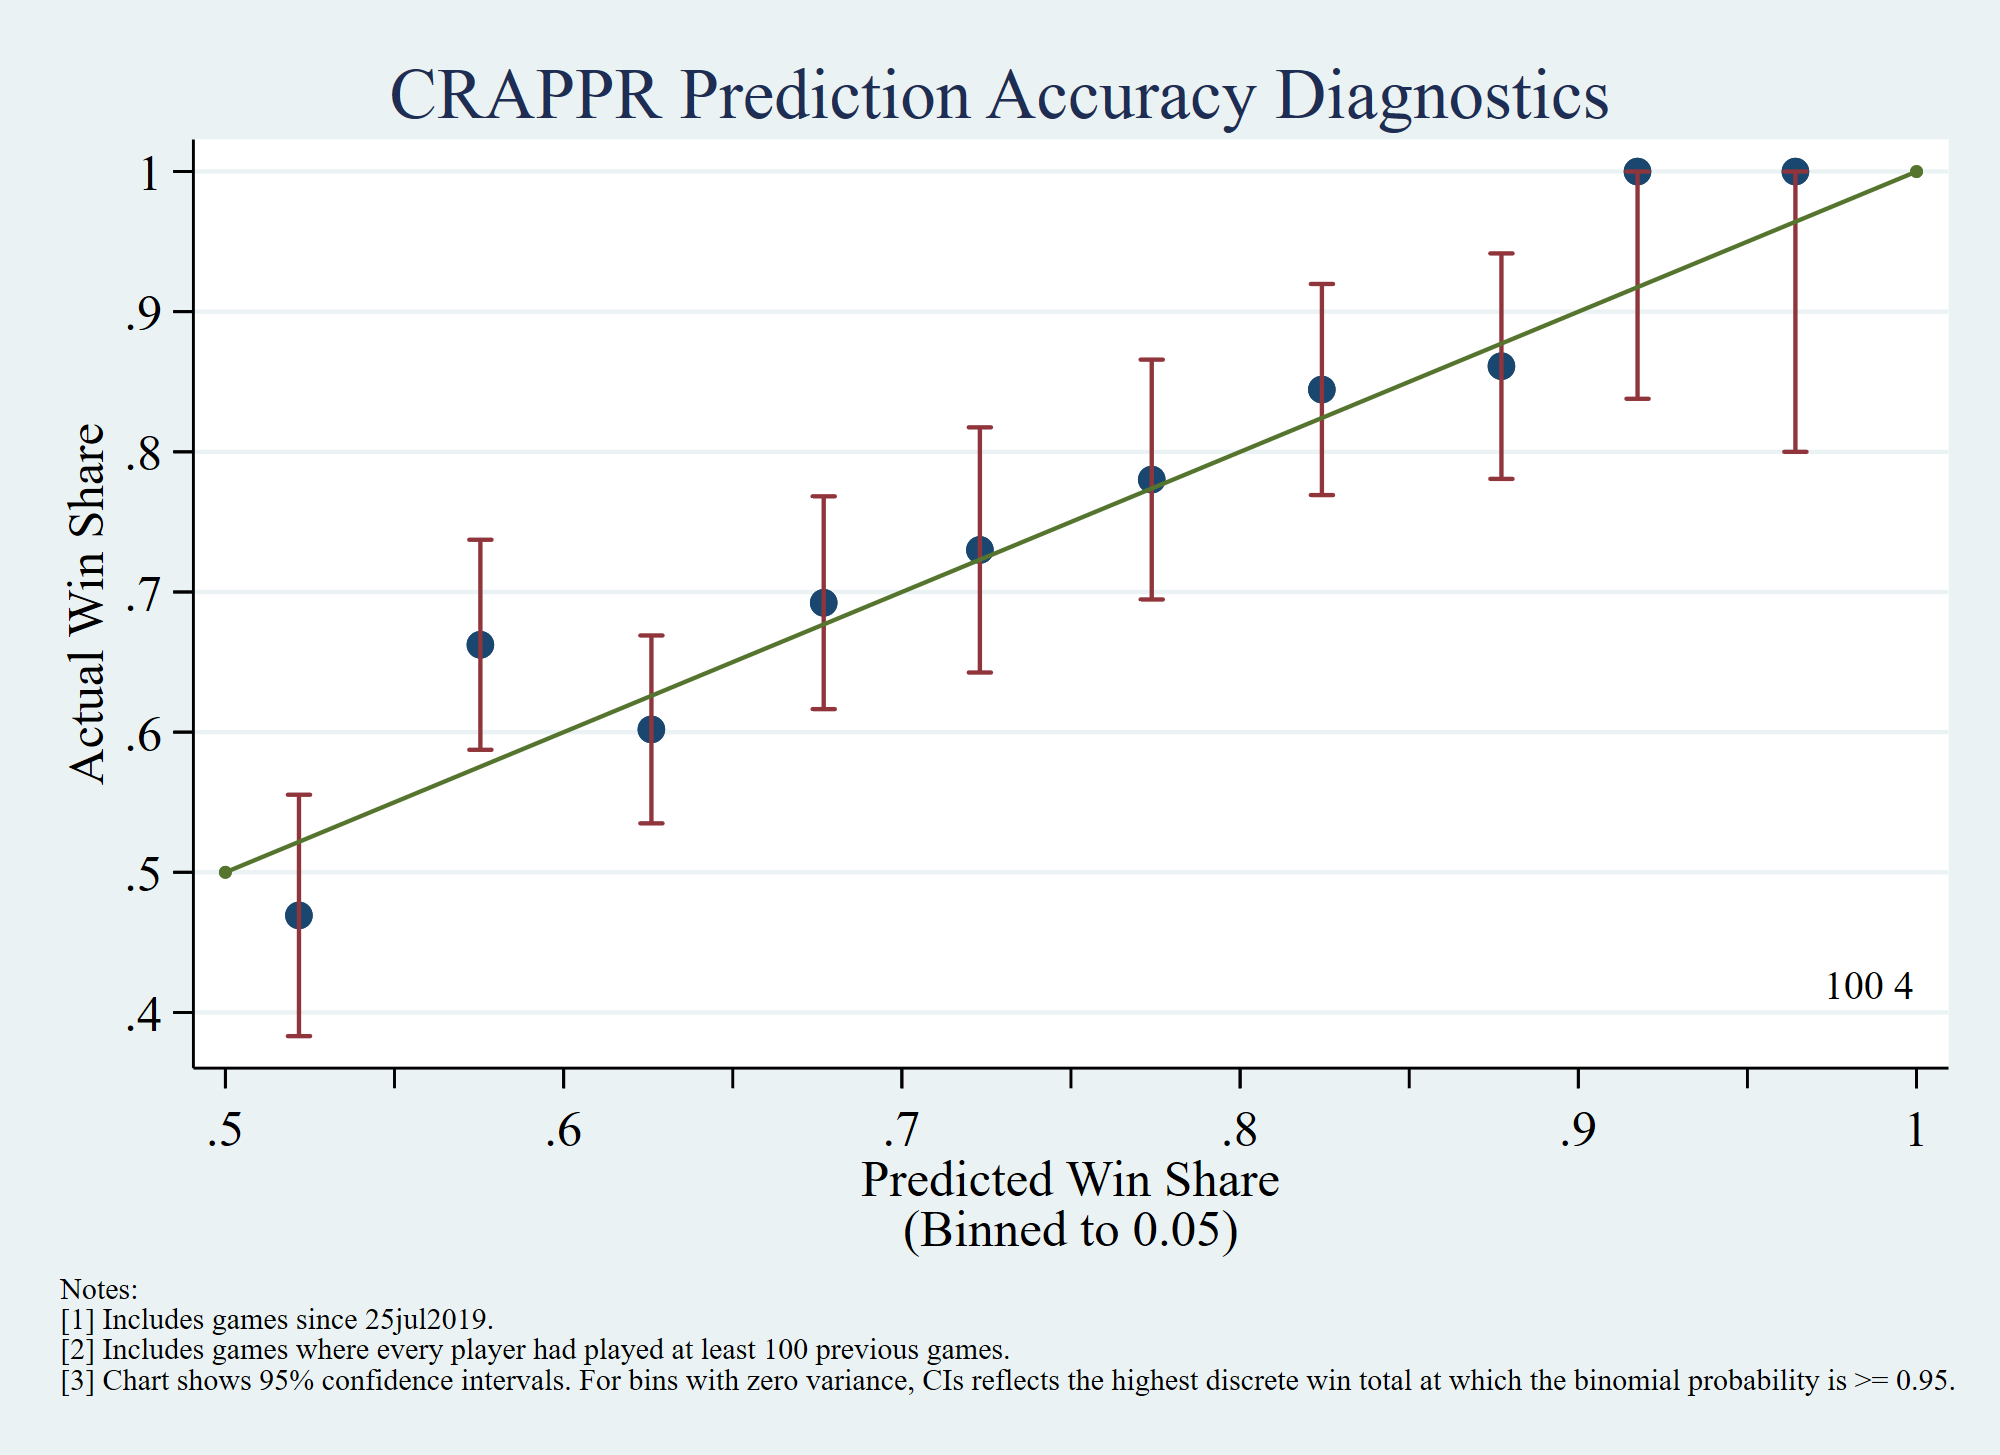 CRAPPR Prediction Accuracy Diagnostics
1
.9
.8
.7
.6
.5
.4
Actual Win Share
100 4
.5 .6 .7 .8 .9 1
Predicted Win Share
(Binned to 0.05)
Notes:
[1] Includes games since 25jul2019.
[2] Includes games where every player had played at least 100 previous games.
[3] Chart shows 95% confidence intervals. For bins with zero variance, CIs reflects the highest discrete win total at which the binomial probability is >= 0.95.